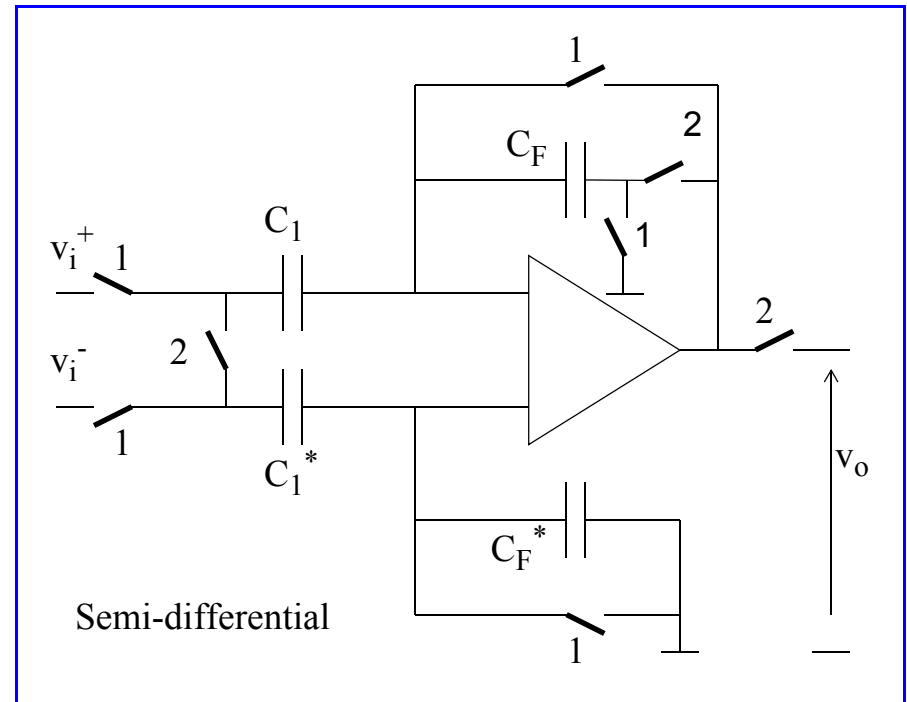 1
2
C_F
1
C_1
v_i^+
1
2
2
v_i^-
1
C_1^*
v_o
C_F^*
Semi-differential
1